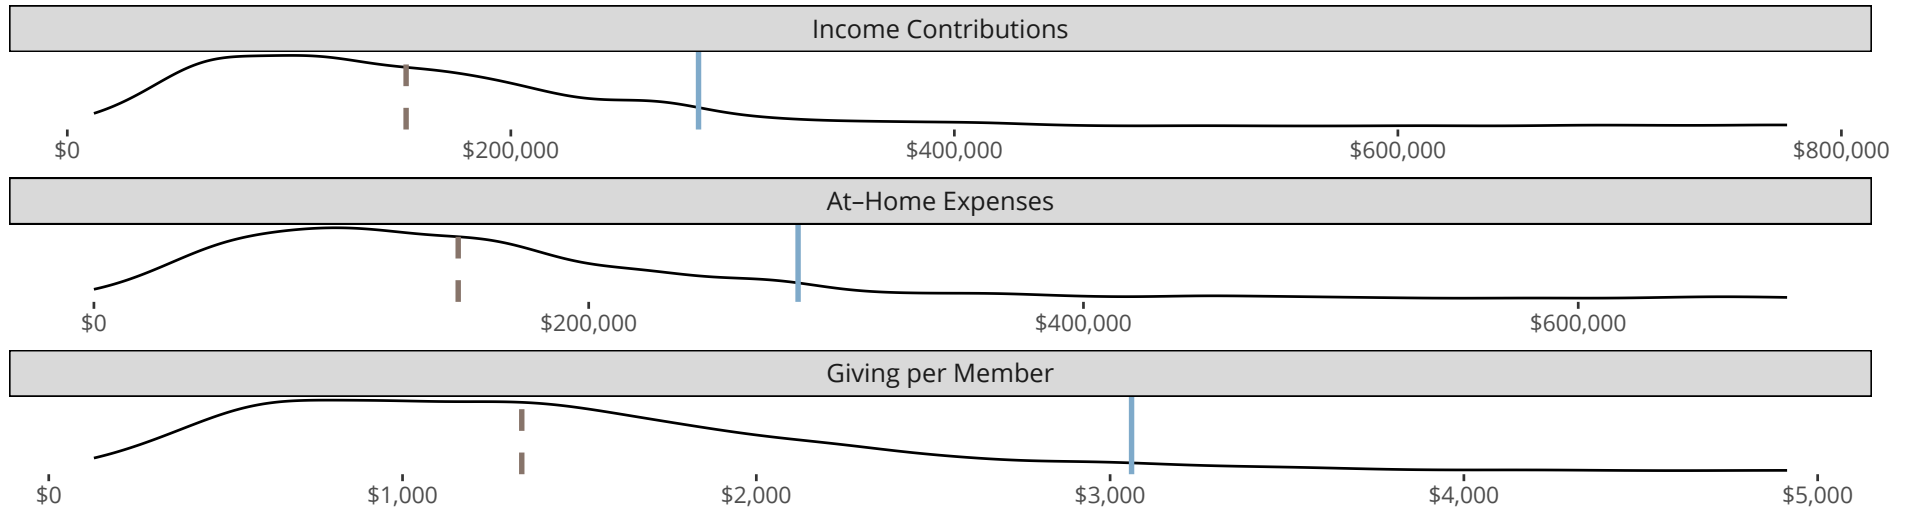 Income Contributions
$0 $200,000 $400,000 $600,000 $800,000
At–Home Expenses
$0 $200,000 $400,000 $600,000
Giving per Member
$0 $1,000 $2,000 $3,000 $4,000 $5,000